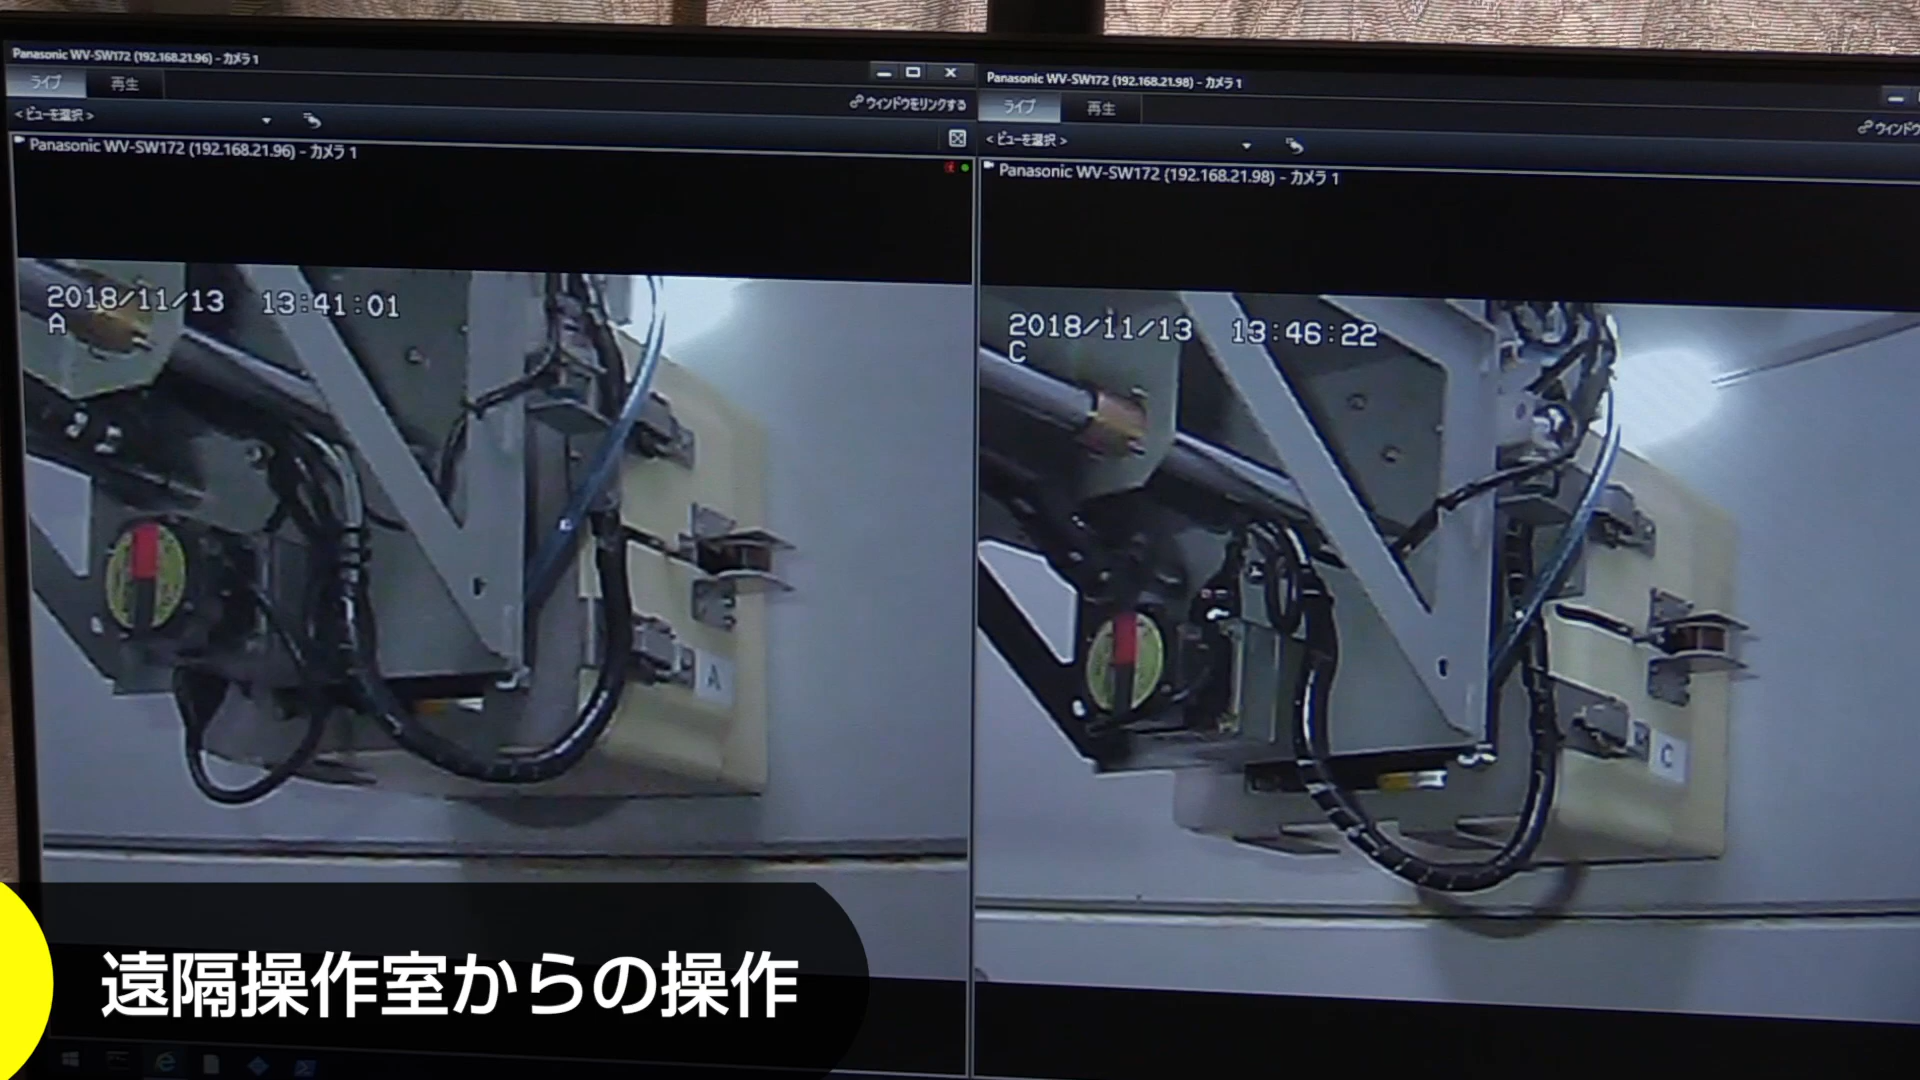 Panasonic WV-SW172 (192.168.21.96) - カメラ 1
ライブ 再生
ウィンドウをリンクする
<ビューを選択>
Panasonic WV-SW172 (192.168.21.96) - カメラ 1
2018/11/13 13:41:01
A
A
Panasonic WV-SW172 (192.168.21.98) - カメラ 1
ライブ 再生
ウィンドウ
<ビューを選択>
Panasonic WV-SW172 (192.168.21.98) - カメラ 1
2018/11/13 13:46:22
C
C
遠隔操作室からの操作